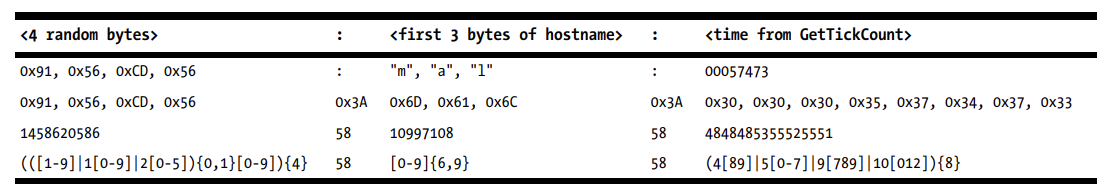 <4 random bytes> : <first 3 bytes of hostname> : <time from GetTickCount>
0x91, 0x56, 0xCD, 0x56 : "m", "a", "l" : 00057473
0x91, 0x56, 0xCD, 0x56 0x3A 0x6D, 0x61, 0x6C 0x3A 0x30, 0x30, 0x30, 0x35, 0x37, 0x34, 0x37, 0x33
1458620586 58 10997108 58 4848485355525551
(([1-9]|1[0-9]|2[0-5]){0,1}[0-9]){4} 58 [0-9]{6,9} 58 (4[89]|5[0-7]|9[789]|10[012]){8}